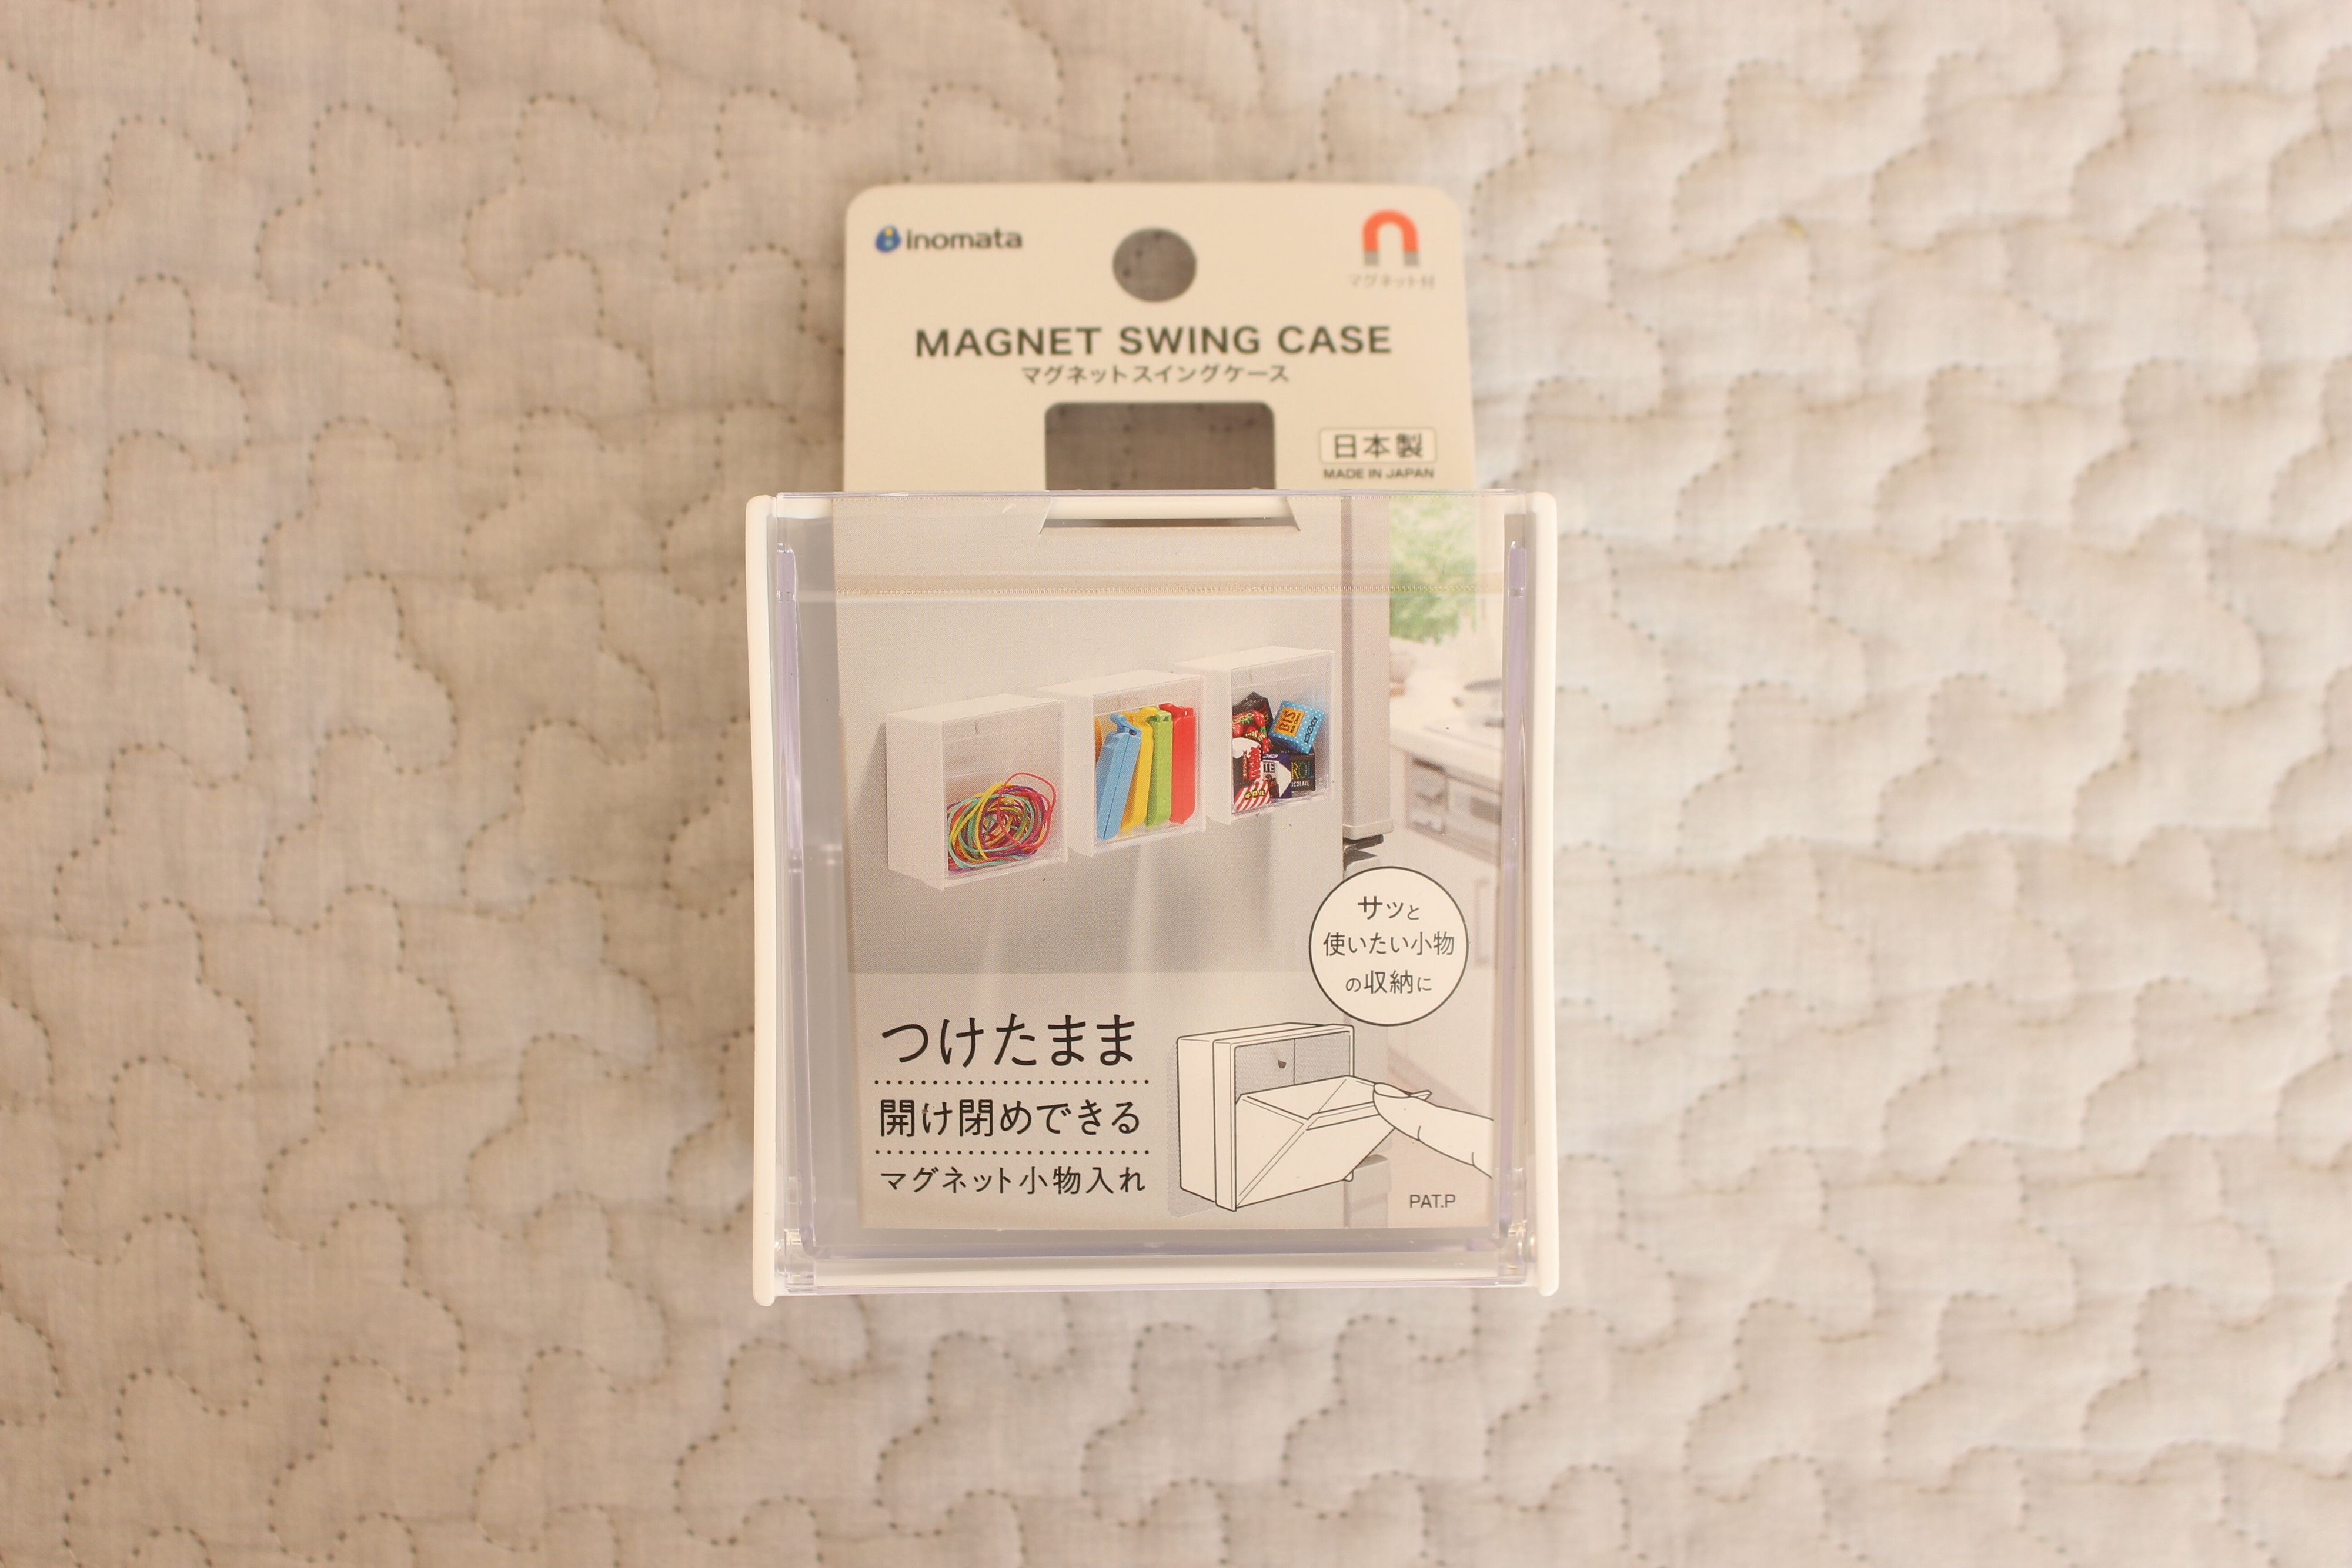 inomata
マグネット付
MAGNET SWING CASE
マグネットスイングケース
日本製
MADE IN JAPAN
サッと
使いたい小物
の収納に
つけたまま
開け閉めできる
マグネット小物入れ
PAT.P